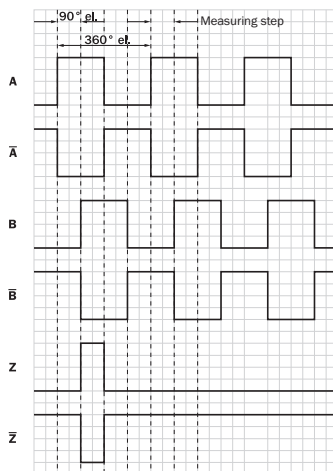 90° el.
Measuring step
360° el.
A
A̅
B
B̅
Z
Z̅